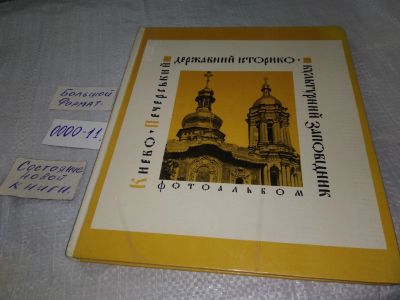 Большой
формат.
0000-11
Состояние
новой
книги.
Києво-Печерський
державний історико-
культурний заповідник
фотоальбом